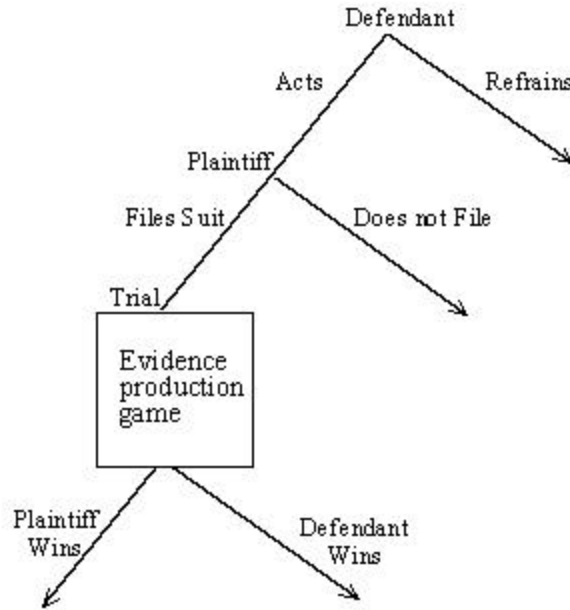 Defendant
Acts
Refrains
Plaintiff
Files Suit
Does not File
Trial
Evidence
production
game
Plaintiff
Wins
Defendant
Wins